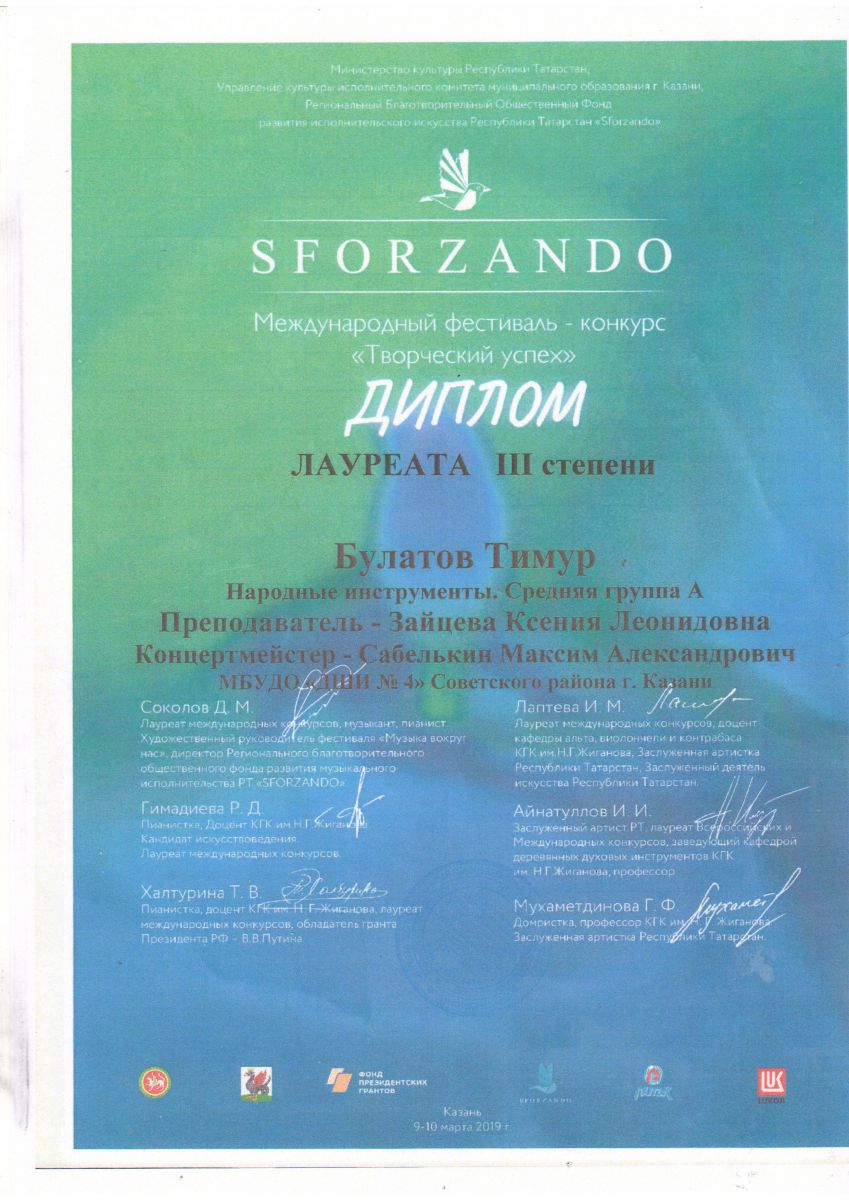 Министерство культуры Республики Татарстан,
Управление культуры исполнительного комитета муниципального образования г. Казани,
Региональный Благотворительный Общественный Фонд
развития исполнительского искусства Республики Татарстан «Sforzando»
SFORZANDO
Международный фестиваль - конкурс
«Творческий успех»
ДИПЛОМ
ЛАУРЕАТА III степени
Булатов Тимур
Народные инструменты. Средняя группа А
Преподаватель - Зайцева Ксения Леонидовна
Концертмейстер - Сабелькин Максим Александрович
МБУДО «ДШИ № 4» Советского района г. Казани
Соколов Д. М.
Лауреат международных конкурсов, музыкант, пианист.
Художественный руководитель фестиваля «Музыка вокруг
нас», директор Регионального благотворительного
общественного фонда развития музыкального
исполнительства РТ «SFORZANDO».
Гимадиева Р. Д.
Пианистка, Доцент КГК им.Н.Г.Жиганова.
Кандидат искусствоведения.
Лауреат международных конкурсов.
Халтурина Т. В.
Пианистка, доцент КГК им. Н. Г. Жиганова, лауреат
международных конкурсов, обладатель гранта
Президента РФ – В.В.Путина
Лаптева И. М.
Лауреат международных конкурсов, доцент
кафедры альта, виолончели и контрабаса
КГК им.Н.Г.Жиганова, Заслуженная артистка
Республики Татарстан, Заслуженный деятель
искусства Республики Татарстан.
Айнатуллов И. И.
Заслуженный артист РТ, лауреат Всероссийских и
Международных конкурсов, заведующий кафедрой
деревянных духовых инструментов КГК
им. Н.Г.Жиганова, профессор
Мухаметдинова Г. Ф.
Домристка, профессор КГК им. Н.Г. Жиганова,
Заслуженная артистка Республики Татарстан.
ФОНД
ПРЕЗИДЕНТСКИХ
ГРАНТОВ
SFORZANDO
LUKOIL
Казань
9-10 марта 2019 г.